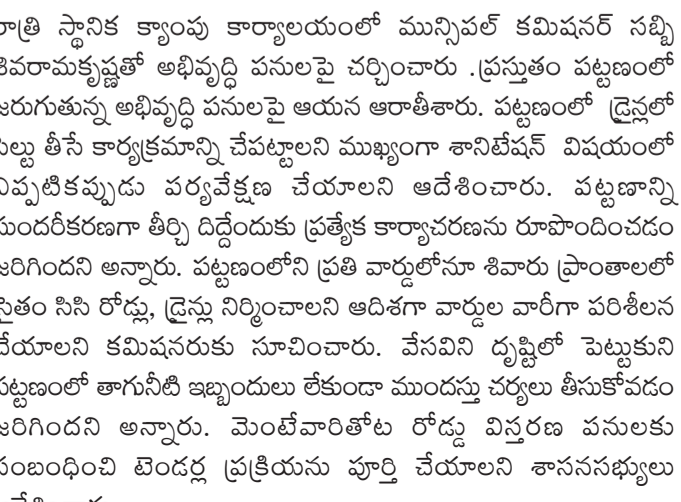 రాత్రి స్థానిక క్యాంపు కార్యాలయంలో మున్సిపల్ కమిషనర్ సబ్బి
శివరామకృష్ణతో అభివృద్ధి పనులపై చర్చించారు .ప్రస్తుతం పట్టణంలో
జరుగుతున్న అభివృద్ధి పనులపై ఆయన ఆరాతీశారు. పట్టణంలో డ్రైన్లలో
సిల్టు తీసే కార్యక్రమాన్ని చేపట్టాలని ముఖ్యంగా శానిటేషన్ విషయంలో
ఎప్పటికప్పుడు పర్యవేక్షణ చేయాలని ఆదేశించారు. పట్టణాన్ని
సుందరీకరణగా తీర్చి దిద్దేందుకు ప్రత్యేక కార్యాచరణను రూపొందించడం
జరిగిందని అన్నారు. పట్టణంలోని ప్రతి వార్డులోనూ శివారు ప్రాంతాలలో
సైతం సిసి రోడ్లు, డ్రైన్లు నిర్మించాలని ఆదిశగా వార్డుల వారీగా పరిశీలన
చేయాలని కమిషనరుకు సూచించారు. వేసవిని దృష్టిలో పెట్టుకుని
పట్టణంలో తాగునీటి ఇబ్బందులు లేకుండా ముందస్తు చర్యలు తీసుకోవడం
జరిగిందని అన్నారు. మెంటేవారితోట రోడ్డు విస్తరణ పనులకు
సంబంధించి టెండర్ల ప్రక్రియను పూర్తి చేయాలని శాసనసభ్యులు